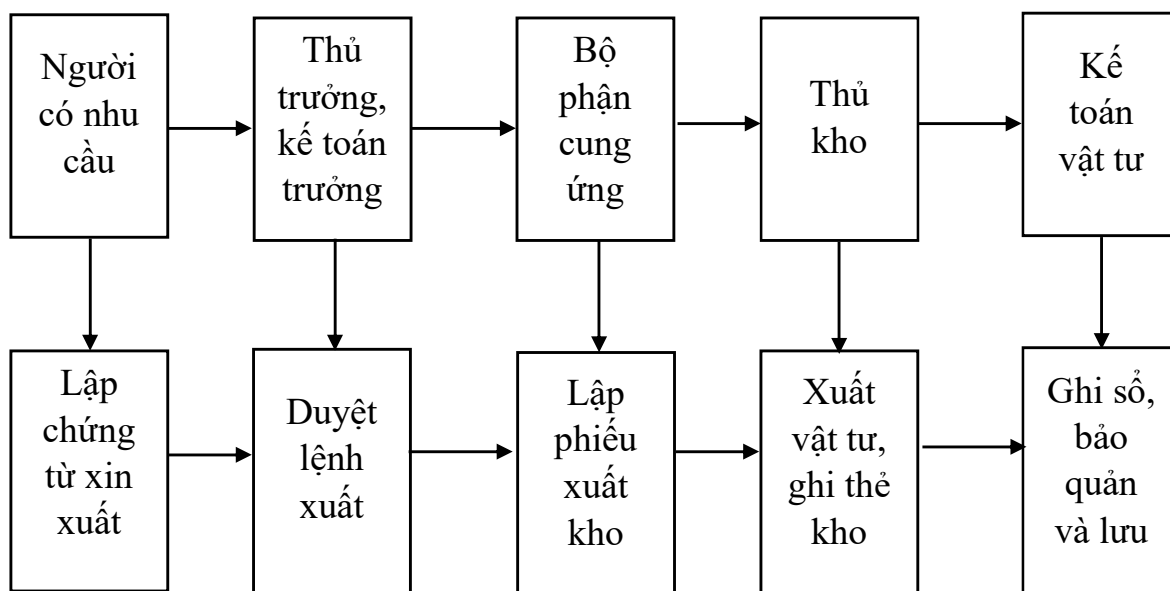 Người
có nhu
cầu
Thủ
trưởng,
kế toán
trưởng
Bộ
phận
cung
ứng
Thủ
kho
Kế
toán
vật tư
Lập
chứng
từ xin
xuất
Duyệt
lệnh
xuất
Lập
phiếu
xuất
kho
Xuất
vật tư,
ghi thẻ
kho
Ghi sổ,
bảo
quản
và lưu